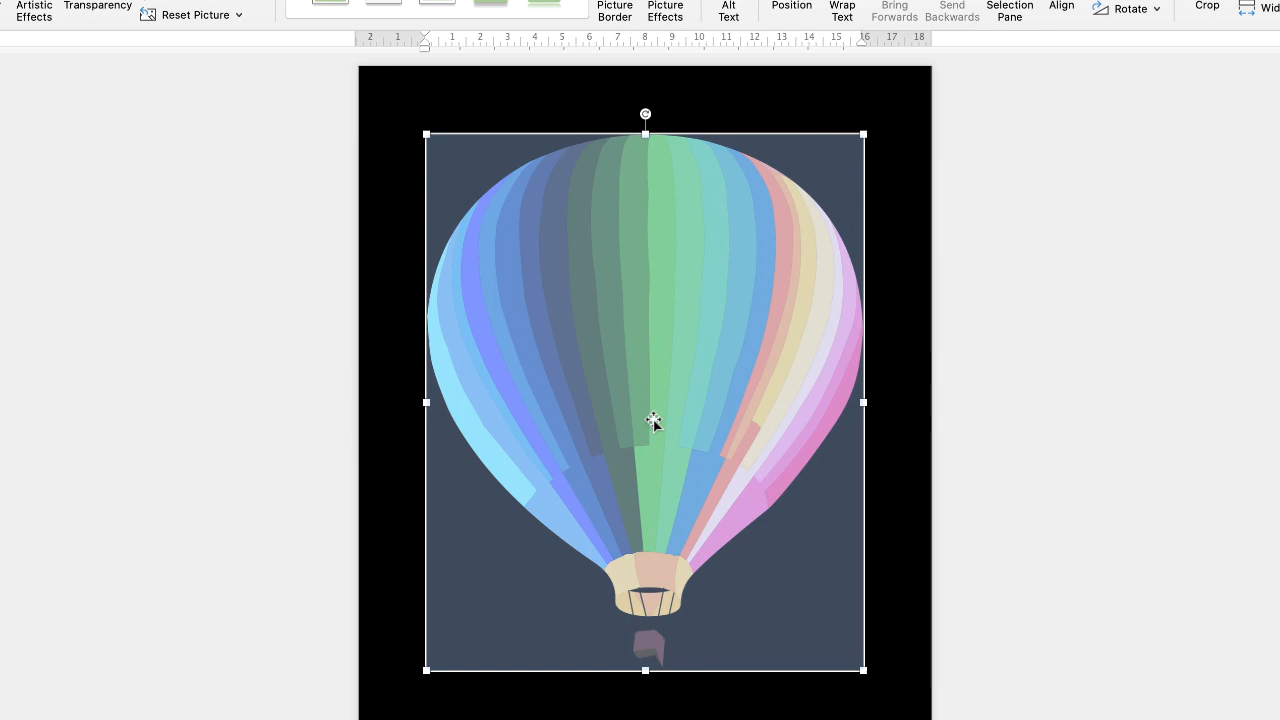 Artistic Effects
Transparency
Reset Picture
Picture Border
Picture Effects
Alt Text
Position
Wrap Text
Bring Forwards
Send Backwards
Selection Pane
Align
Rotate
Crop
2 1 1 2 3 4 5 6 7 8 9 10 11 12 13 14 15 16 17 18